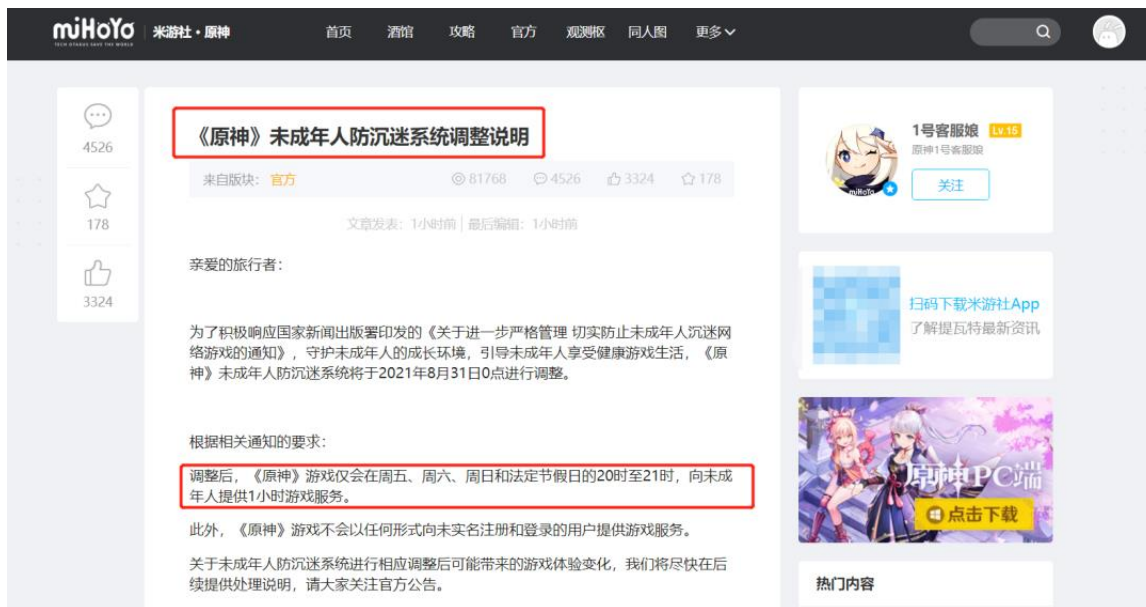 miHoYo
TECH OTAKUS SAVE THE WORLD
米游社·原神
首页 酒馆 攻略 官方 观测枢 同人图 更多
4526
178
3324
《原神》未成年人防沉迷系统调整说明
来自版块：官方 81768 4526 3324 178
文章发表：1小时前 | 最后编辑：1小时前
亲爱的旅行者：
为了积极响应国家新闻出版署印发的《关于进一步严格管理 切实防止未成年人沉迷网
络游戏的通知》，守护未成年人的成长环境，引导未成年人享受健康游戏生活，《原
神》未成年人防沉迷系统将于2021年8月31日0点进行调整。
根据相关通知的要求：
调整后，《原神》游戏仅会在周五、周六、周日和法定节假日的20时至21时，向未成
年人提供1小时游戏服务。
此外，《原神》游戏不会以任何形式向未实名注册和登录的用户提供游戏服务。
关于未成年人防沉迷系统进行相应调整后可能带来的游戏体验变化，我们将尽快在后
续提供处理说明，请大家关注官方公告。
1号客服娘 Lv.15
原神1号客服娘
miHoYo
关注
扫码下载米游社App
了解提瓦特最新资讯
原神PC端
点击下载
热门内容